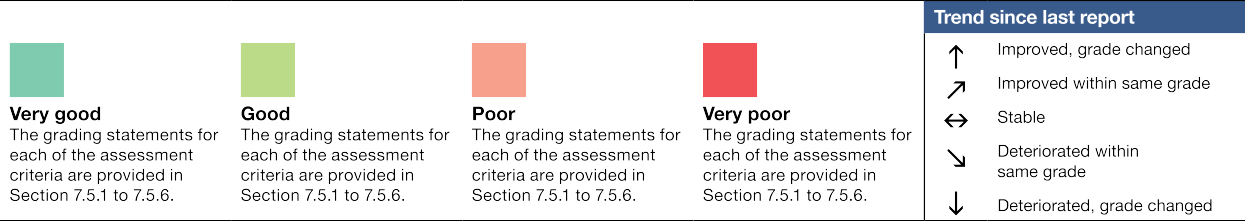 Very good
The grading statements for
each of the assessment
criteria are provided in
Section 7.5.1 to 7.5.6.
Good
The grading statements for
each of the assessment
criteria are provided in
Section 7.5.1 to 7.5.6.
Poor
The grading statements for
each of the assessment
criteria are provided in
Section 7.5.1 to 7.5.6.
Very poor
The grading statements for
each of the assessment
criteria are provided in
Section 7.5.1 to 7.5.6.
Trend since last report
↑ Improved, grade changed
↗ Improved within same grade
↔ Stable
↘ Deteriorated within
same grade
↓ Deteriorated, grade changed